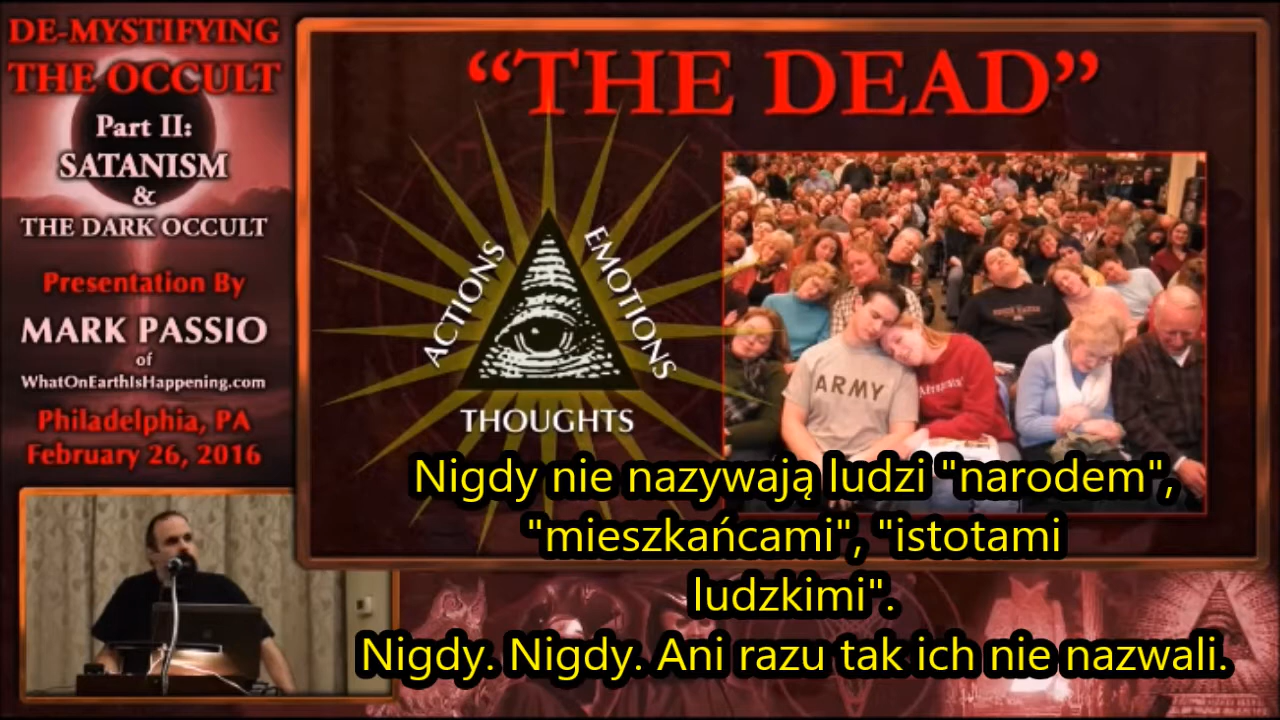 DE-MYSTIFYING
THE OCCULT
Part II:
SATANISM
&
THE DARK OCCULT
Presentation By
MARK PASSIO
of
WhatOnEarthIsHappening.com
Philadelphia, PA
February 26, 2016
“THE DEAD”
ACTIONS
EMOTIONS
THOUGHTS
ARMY
Nigdy nie nazywają ludzi "narodem",
"mieszkańcami", "istotami
ludzkimi".
Nigdy. Nigdy. Ani razu tak ich nie nazwali.